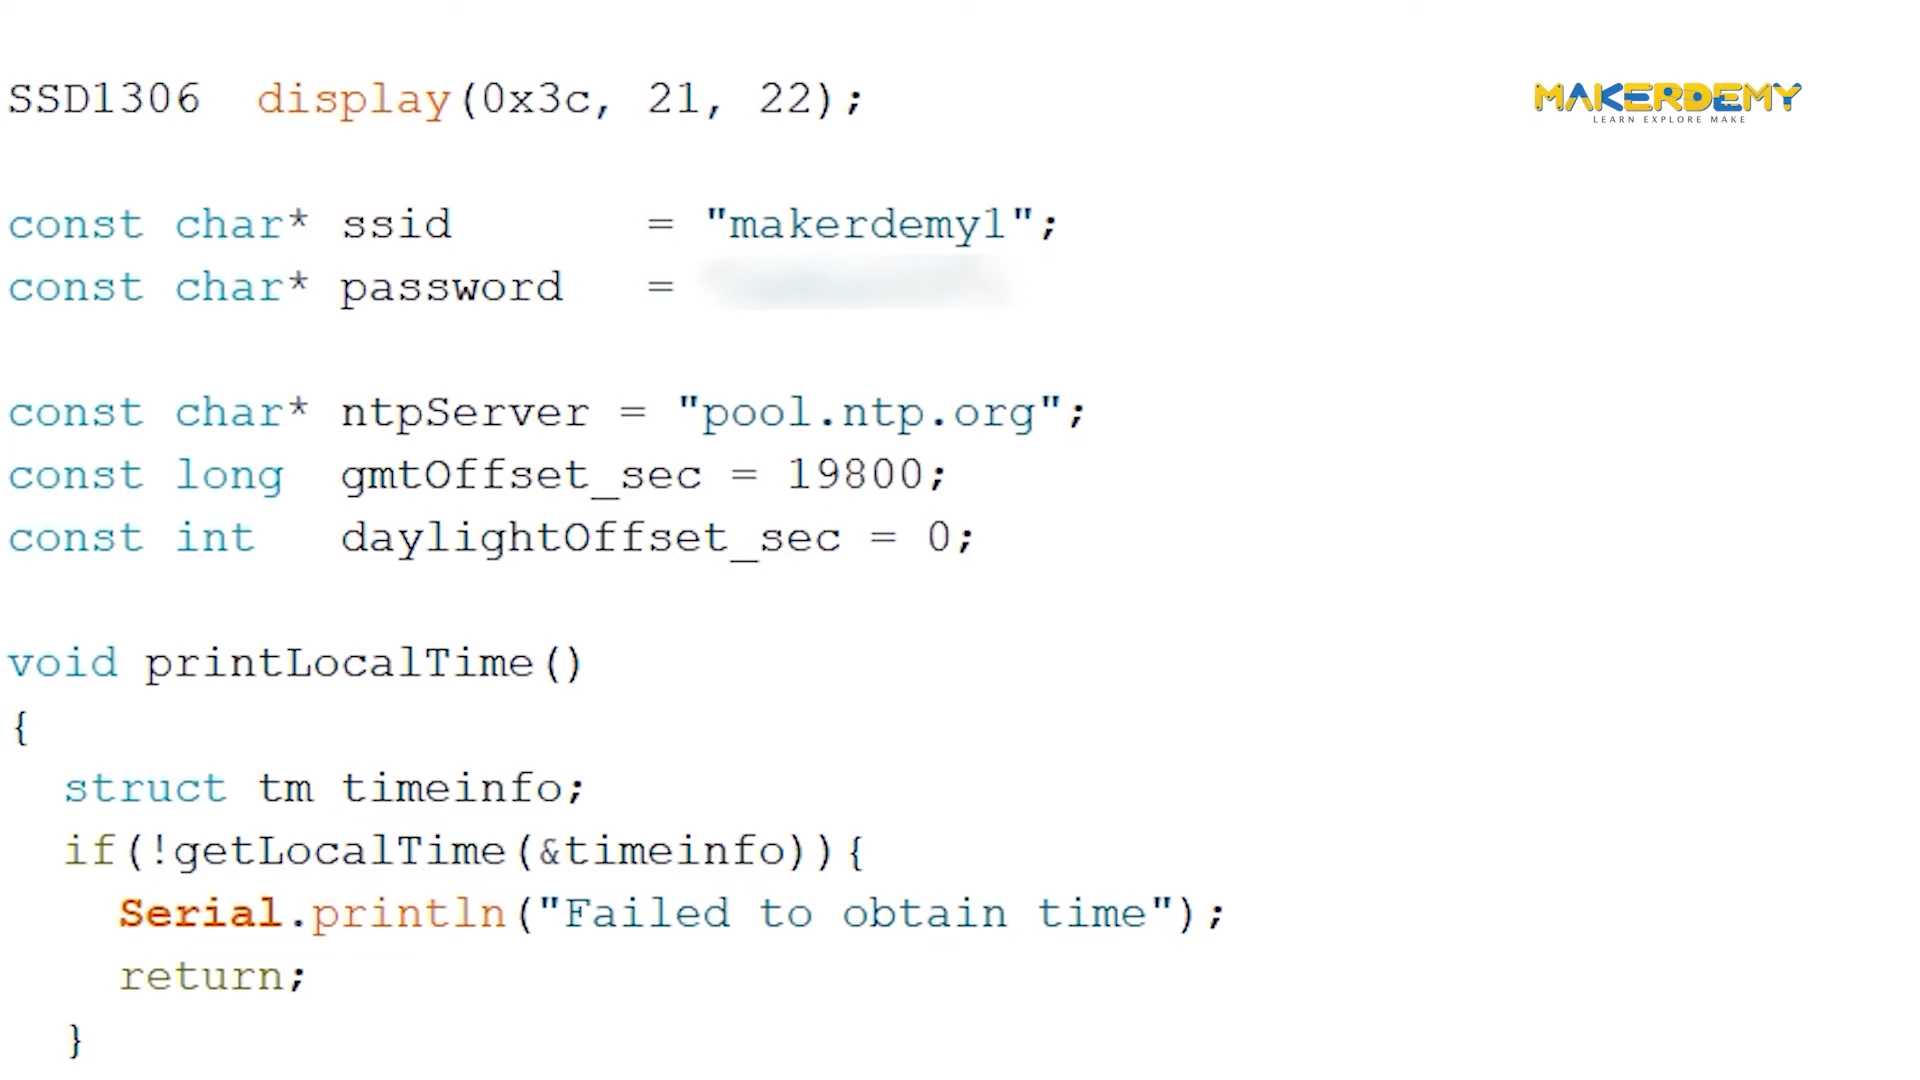 SSD1306  display(0x3c, 21, 22);
MAKERDEMY
LEARN EXPLORE MAKE
const char* ssid       = "makerdemy1";
const char* password   =
const char* ntpServer = "pool.ntp.org";
const long  gmtOffset_sec = 19800;
const int   daylightOffset_sec = 0;
void printLocalTime()
{
  struct tm timeinfo;
  if(!getLocalTime(&timeinfo)){
    Serial.println("Failed to obtain time");
    return;
  }